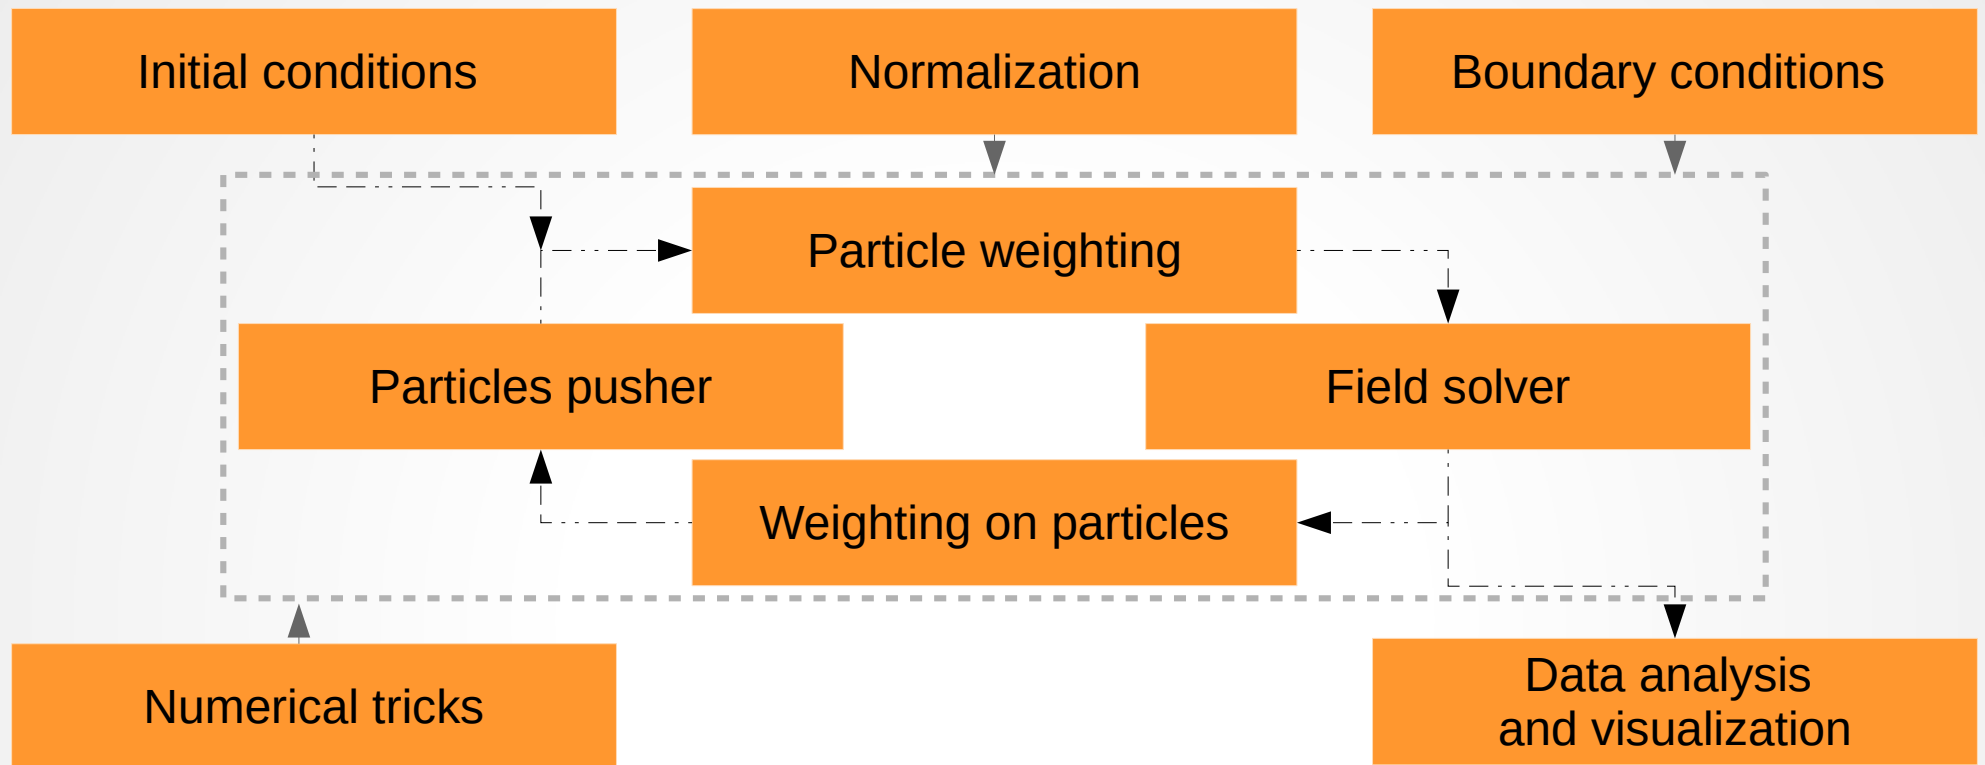 Initial conditions
Normalization
Boundary conditions
Particle weighting
Particles pusher
Field solver
Weighting on particles
Numerical tricks
Data analysis
and visualization